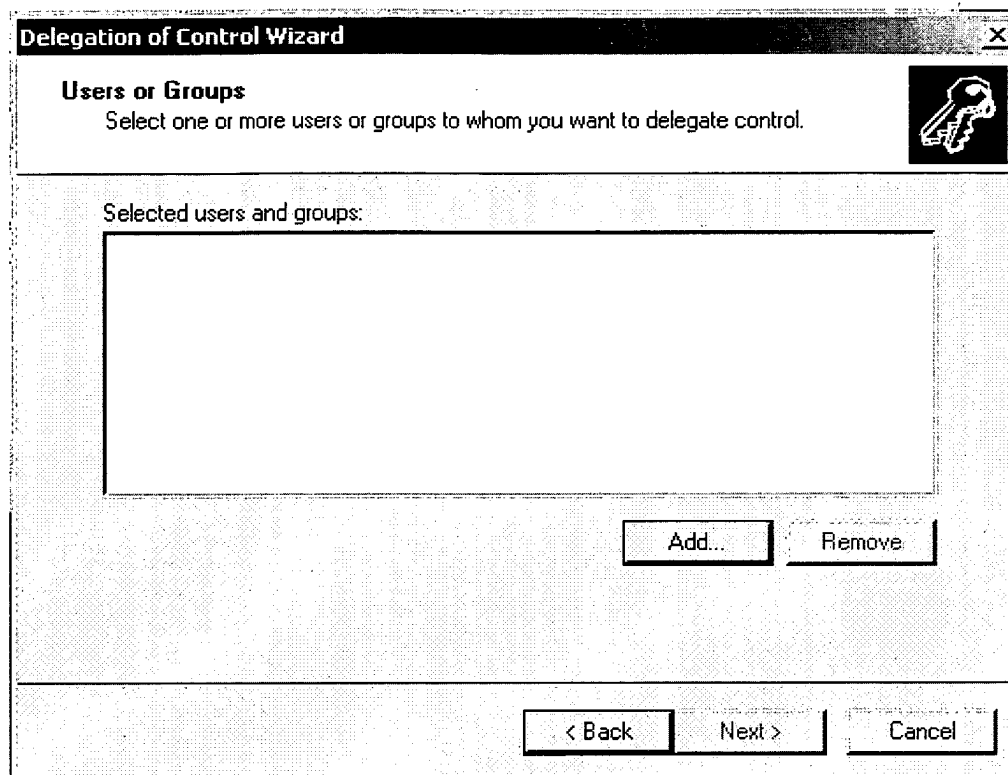 Delegation of Control Wizard
Users or Groups
Select one or more users or groups to whom you want to delegate control.
Selected users and groups:
Add... Remove
< Back Next > Cancel